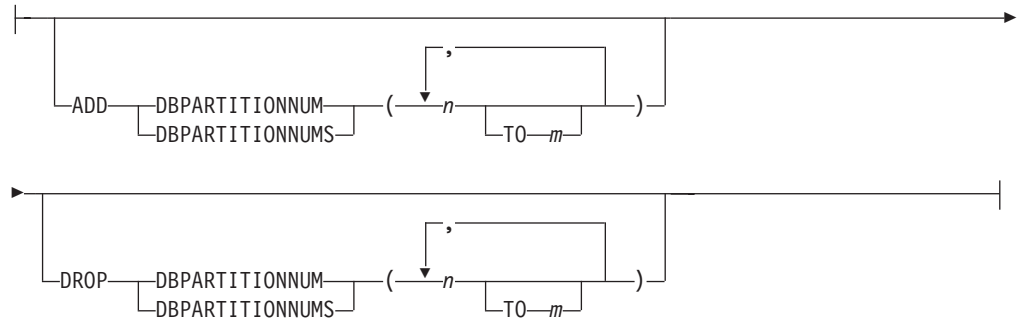 ,
ADD DBPARTITIONNUM ( n )
DBPARTITIONNUMS TO m
,
DROP DBPARTITIONNUM ( n )
DBPARTITIONNUMS TO m